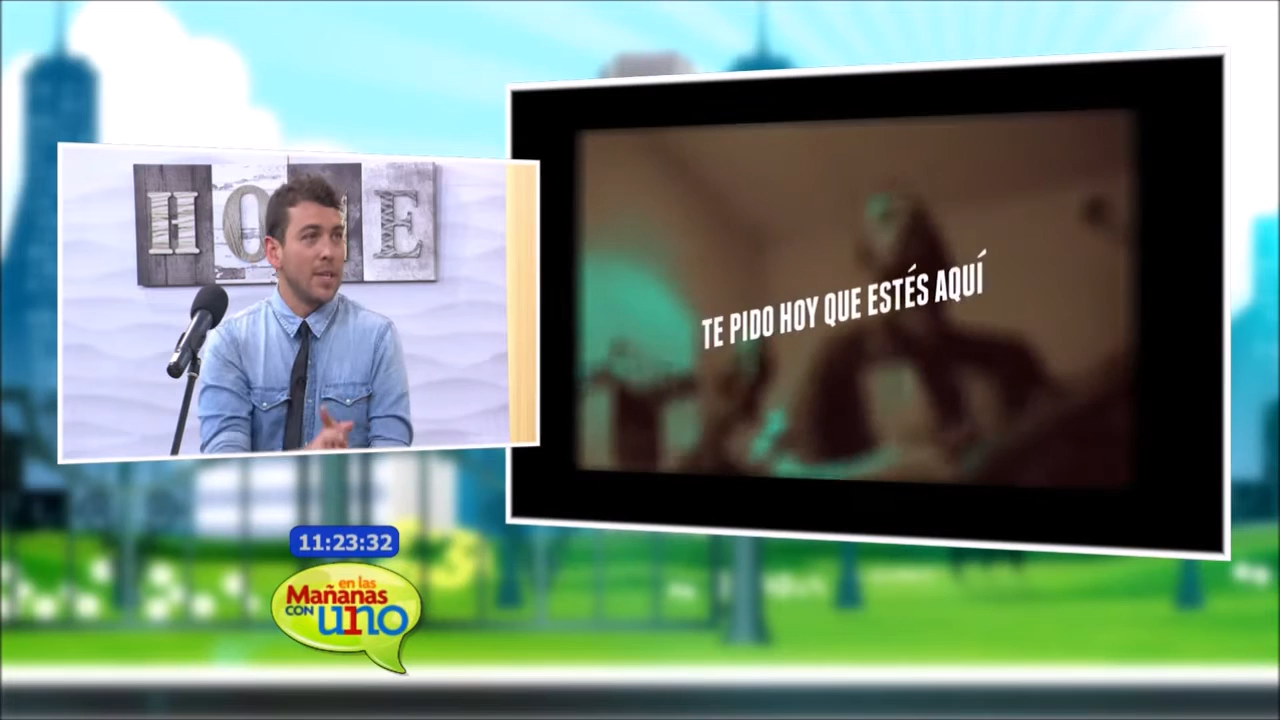 HOME
TE PIDO HOY QUE ESTÉS AQUÍ
11:23:32
en las
Mañanas
CON uno